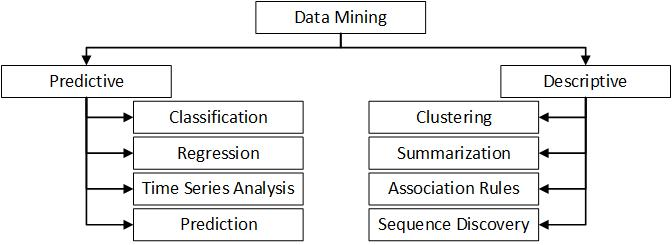 Data Mining
Predictive
Descriptive
Classification
Clustering
Regression
Summarization
Time Series Analysis
Association Rules
Prediction
Sequence Discovery